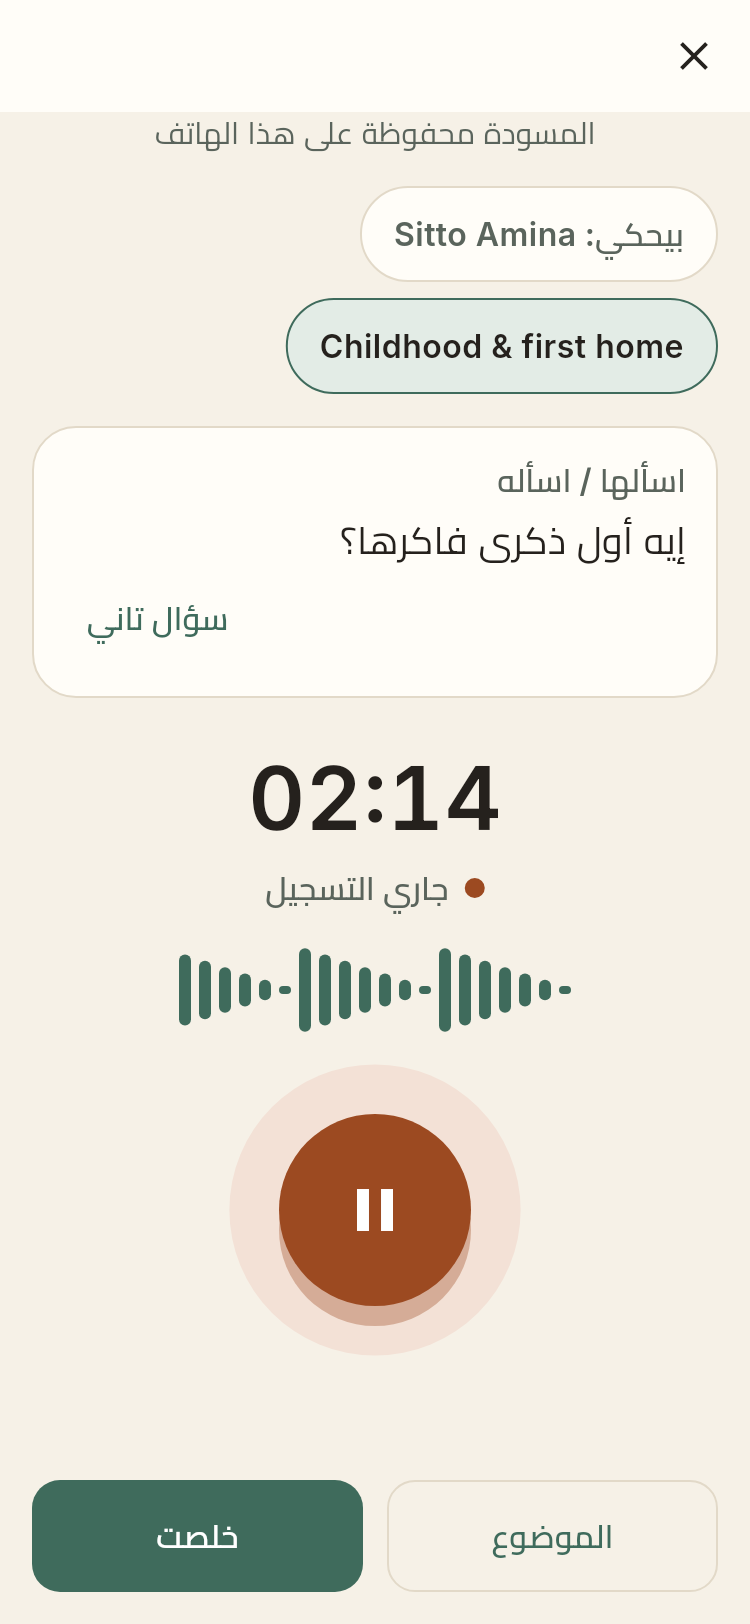 المسودة محفوظة على هذا الهاتف
بيحكي: Sitto Amina
Childhood & first home
اسألها / اسأله
إيه أول ذكرى فاكرها؟
سؤال تاني
02:14
جاري التسجيل
الموضوع
خلصت